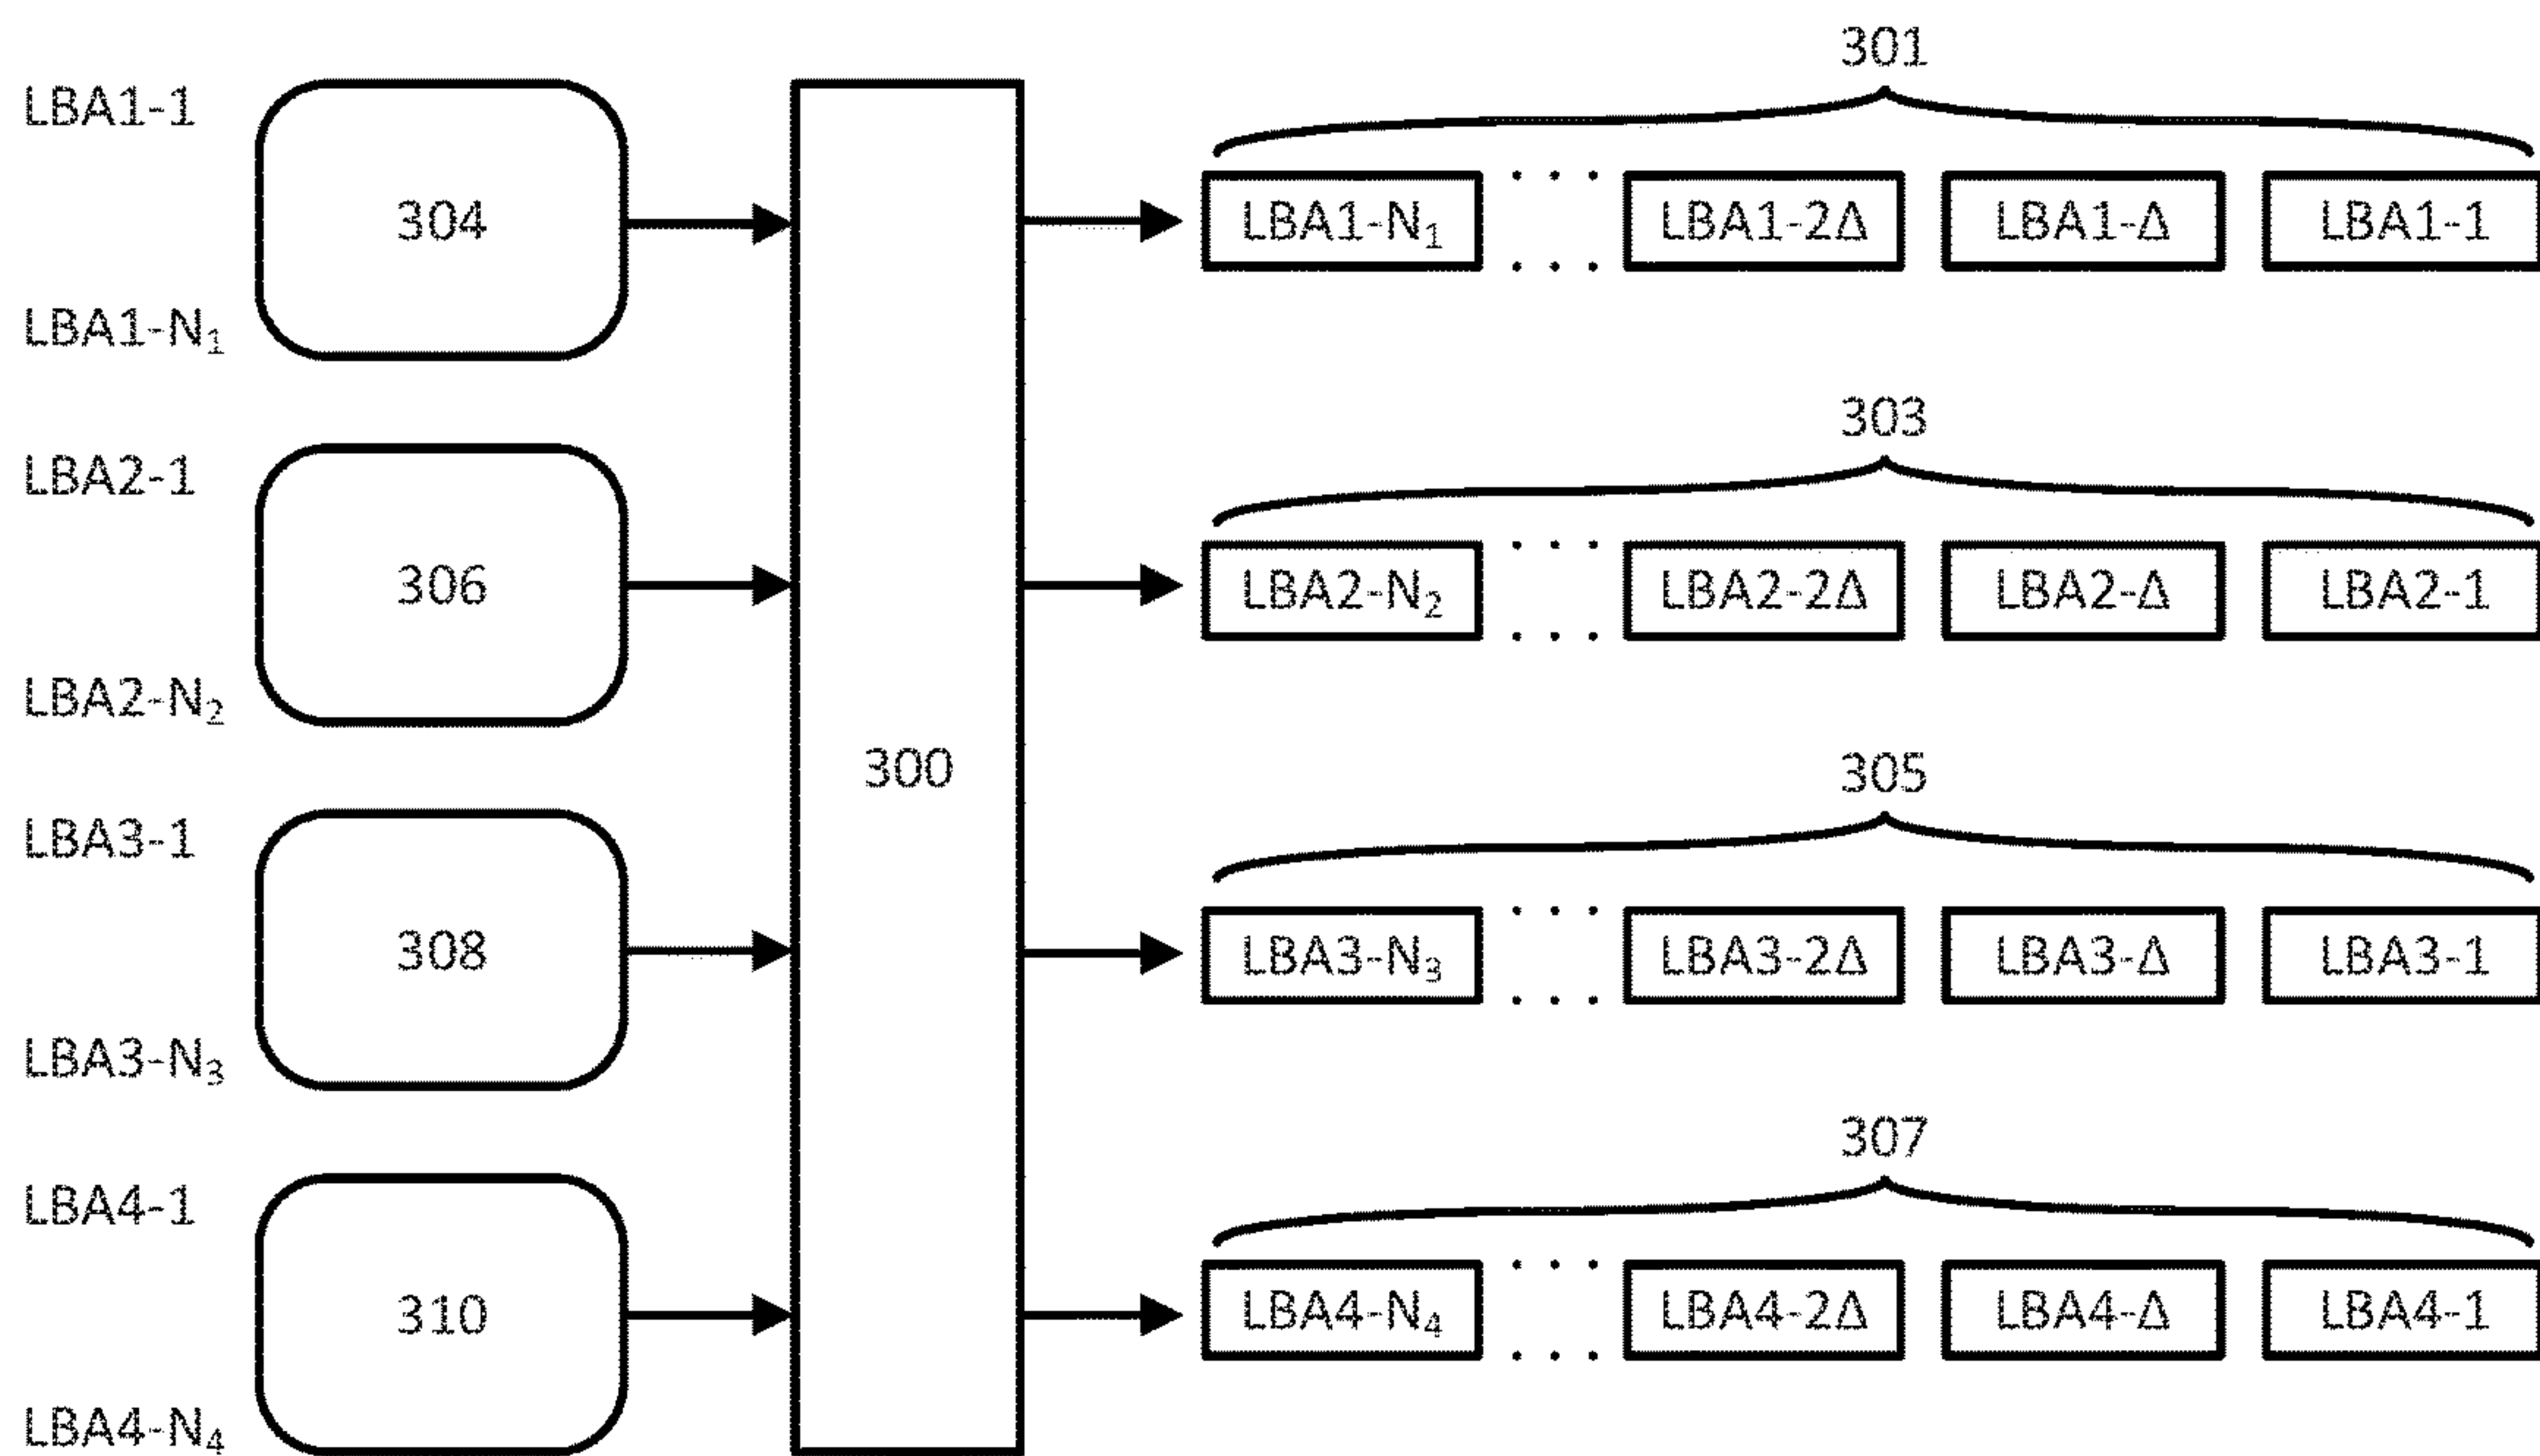 301
LBA1-1
304
LBA1-N₁ ... LBA1-2Δ LBA1-Δ LBA1-1
LBA1-N₁
303
LBA2-1
306
LBA2-N₂ ... LBA2-2Δ LBA2-Δ LBA2-1
LBA2-N₂
300
305
LBA3-1
308
LBA3-N₃ ... LBA3-2Δ LBA3-Δ LBA3-1
LBA3-N₃
307
LBA4-1
310
LBA4-N₄ ... LBA4-2Δ LBA4-Δ LBA4-1
LBA4-N₄